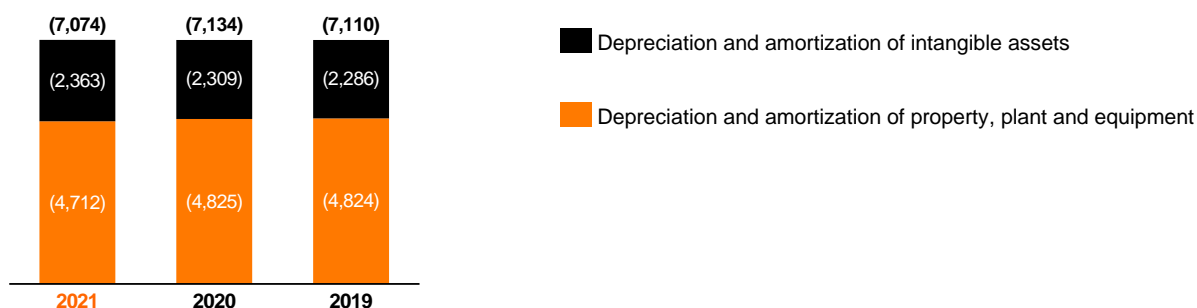 (7,074) (7,134) (7,110)
Depreciation and amortization of intangible assets
(2,363) (2,309) (2,286)
Depreciation and amortization of property, plant and equipment
(4,712) (4,825) (4,824)
2021 2020 2019